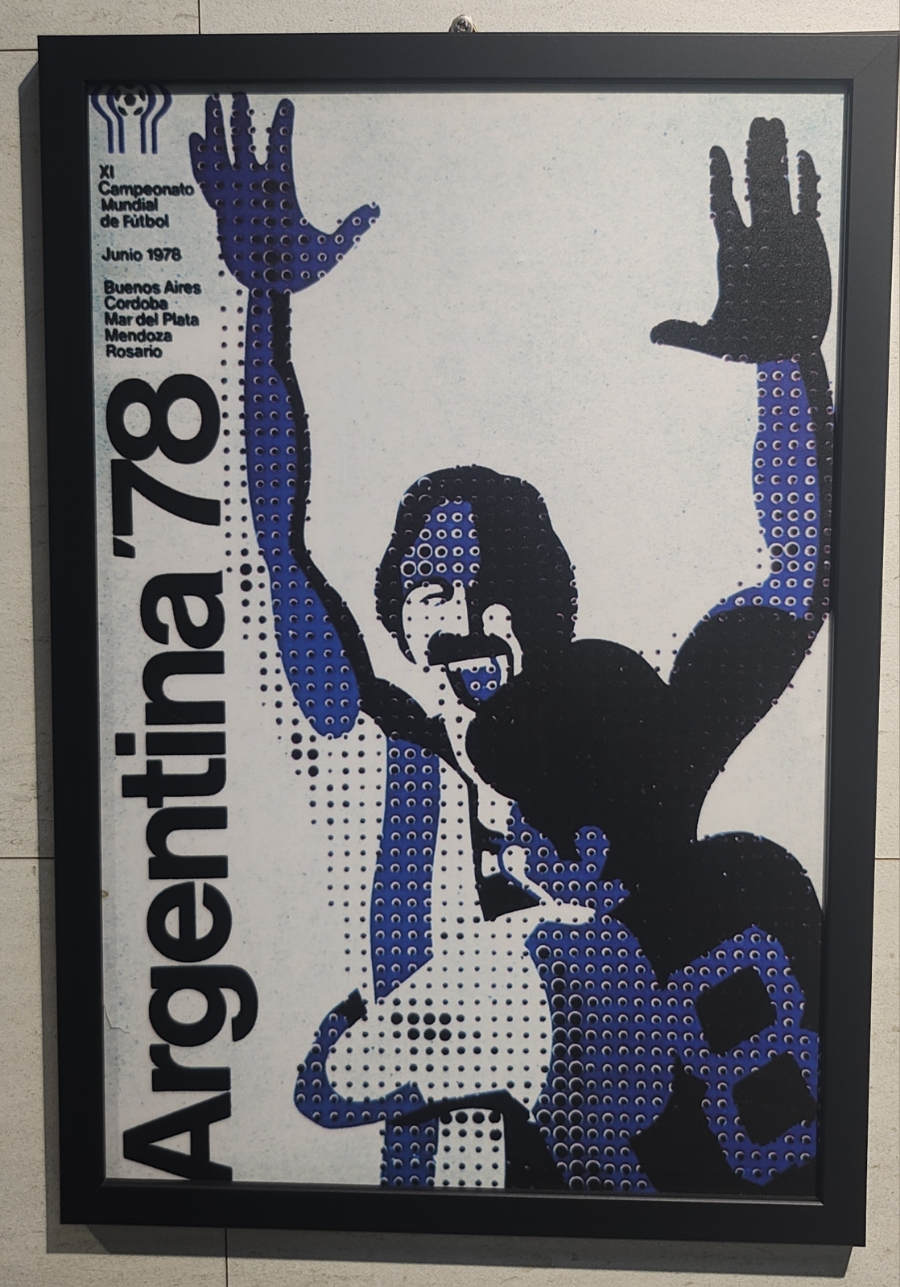 XI
Campeonato
Mundial
de Fútbol
Junio 1978
Buenos Aires
Cordoba
Mar del Plata
Mendoza
Rosario
Argentina '78